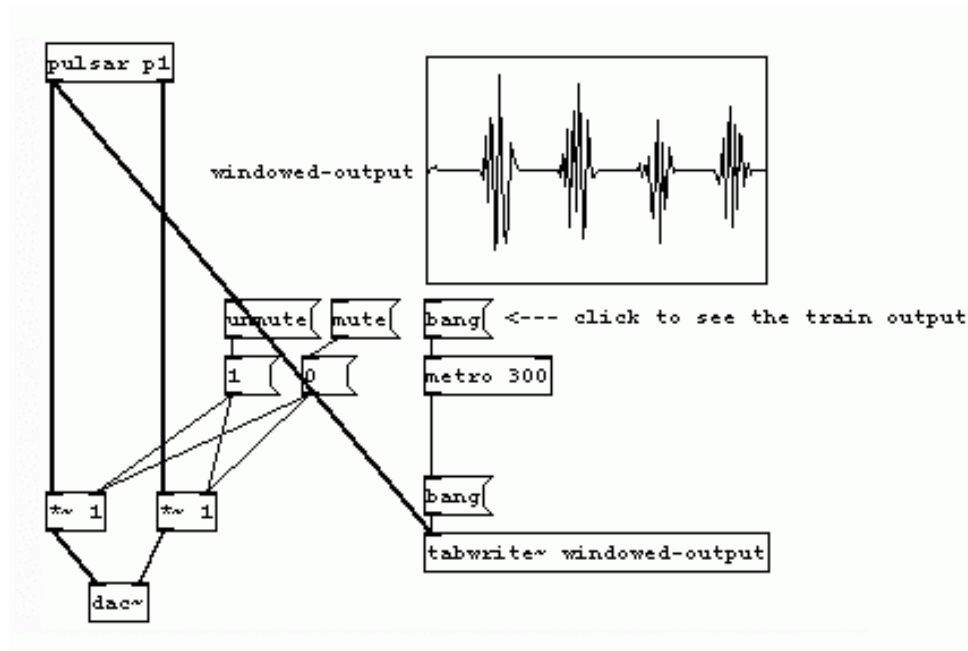 pulsar p1
windowed-output
unmute mute bang <--- click to see the train output
1 0 metro 300
*~ 1 *~ 1 bang
tabwrite~ windowed-output
dac~